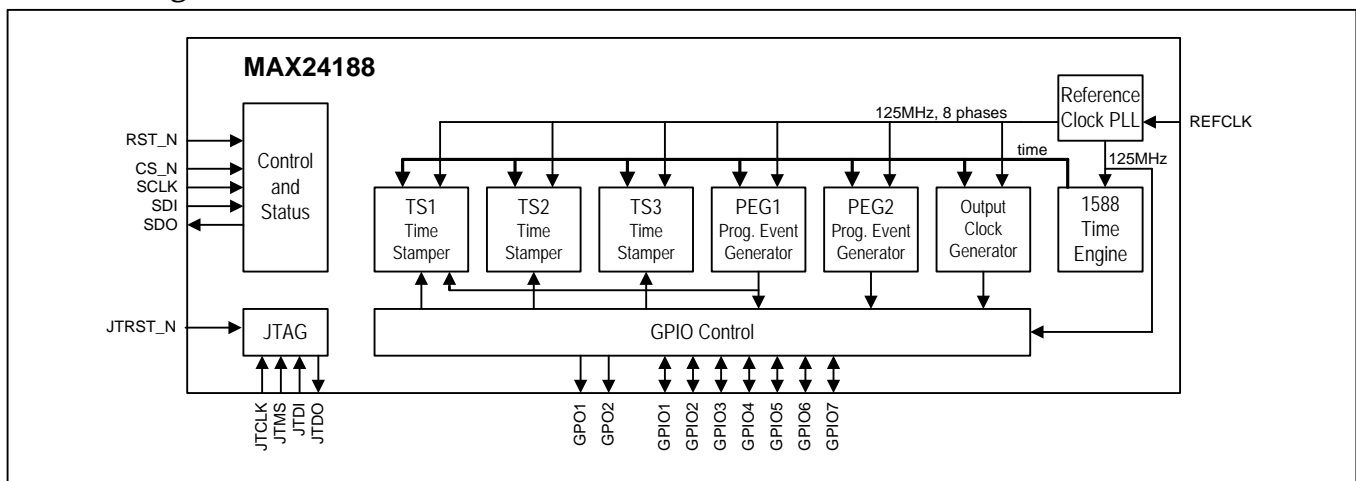 MAX24188
Reference
Clock PLL
REFCLK
125MHz, 8 phases
125MHz
time
RST_N
CS_N
SCLK
SDI
SDO
Control
and
Status
TS1
Time
Stamper
TS2
Time
Stamper
TS3
Time
Stamper
PEG1
Prog. Event
Generator
PEG2
Prog. Event
Generator
Output
Clock
Generator
1588
Time
Engine
JTRST_N
JTAG
GPIO Control
JTCLK
JTMS
JTDI
JTDO
GPO1
GPO2
GPIO1
GPIO2
GPIO3
GPIO4
GPIO5
GPIO6
GPIO7